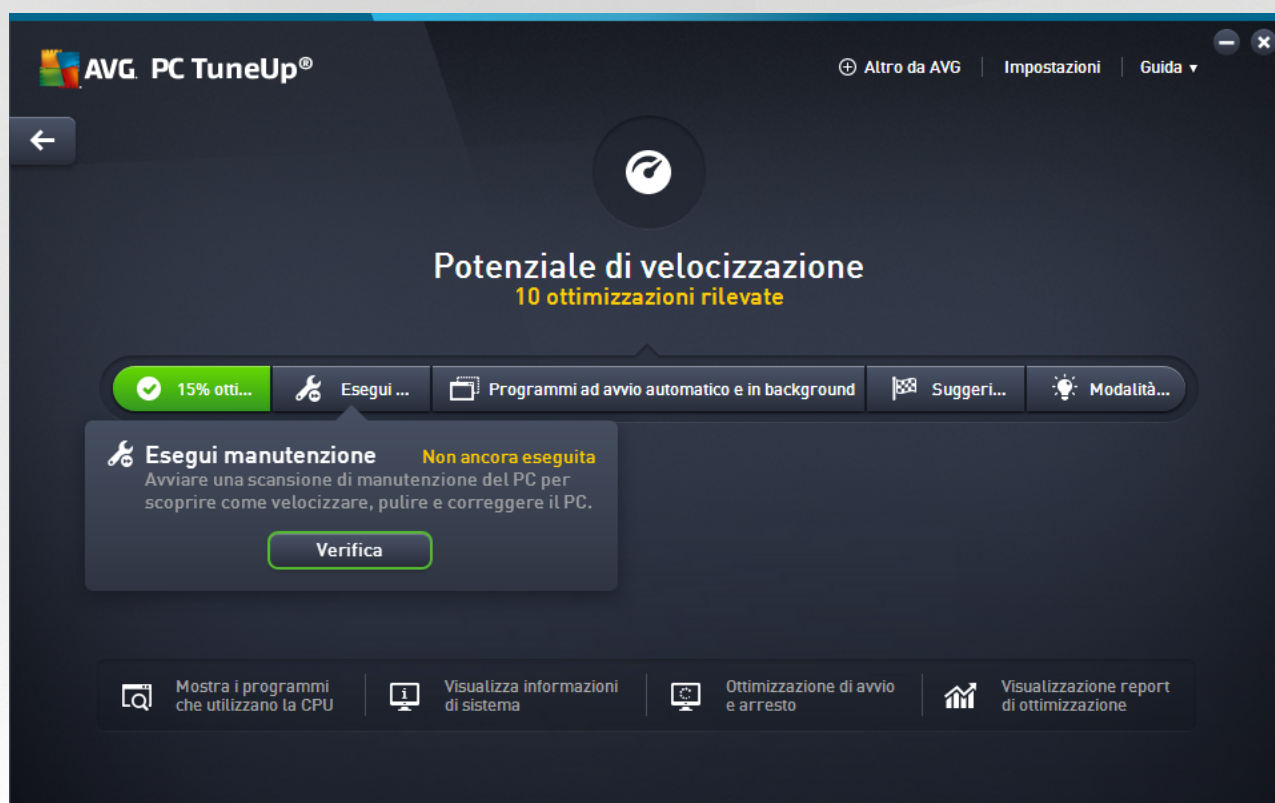 AVG. PC TuneUp®
Altro da AVG
Impostazioni
Guida
Potenziale di velocizzazione
10 ottimizzazioni rilevate
15% otti...
Esegui ...
Programmi ad avvio automatico e in background
Suggeri...
Modalità...
Esegui manutenzione
Non ancora eseguita
Avviare una scansione di manutenzione del PC per
scoprire come velocizzare, pulire e correggere il PC.
Verifica
Mostra i programmi
che utilizzano la CPU
Visualizza informazioni
di sistema
Ottimizzazione di avvio
e arresto
Visualizzazione report
di ottimizzazione